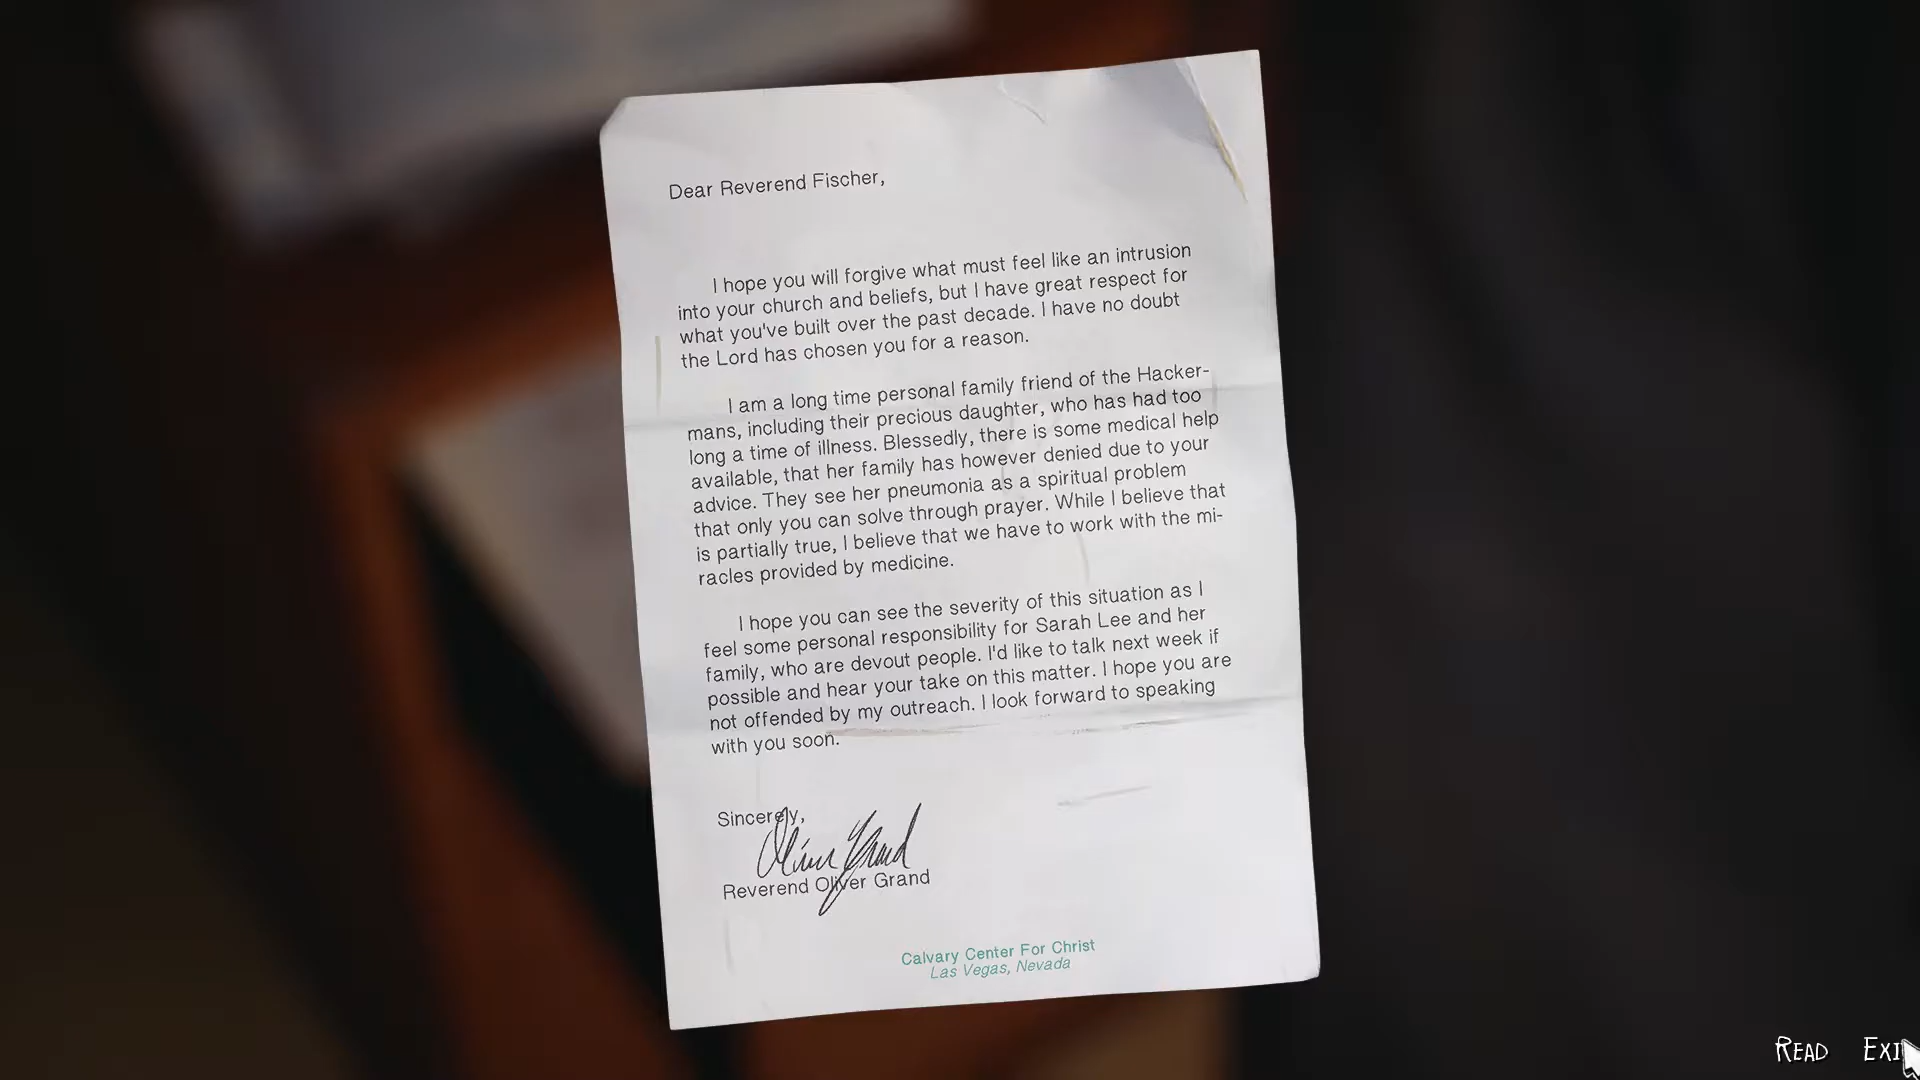 Dear Reverend Fischer,
I hope you will forgive what must feel like an intrusion
into your church and beliefs, but I have great respect for
what you've built over the past decade. I have no doubt
the Lord has chosen you for a reason.
I am a long time personal family friend of the Hacker-
mans, including their precious daughter, who has had too
long a time of illness. Blessedly, there is some medical help
available, that her family has however denied due to your
advice. They see her pneumonia as a spiritual problem
that only you can solve through prayer. While I believe that
is partially true, I believe that we have to work with the mi-
racles provided by medicine.
I hope you can see the severity of this situation as I
feel some personal responsibility for Sarah Lee and her
family, who are devout people. I'd like to talk next week if
possible and hear your take on this matter. I hope you are
not offended by my outreach. I look forward to speaking
with you soon.
Sincerely,
Oliver Grand
Reverend Oliver Grand
Calvary Center For Christ
Las Vegas, Nevada
READ EXI